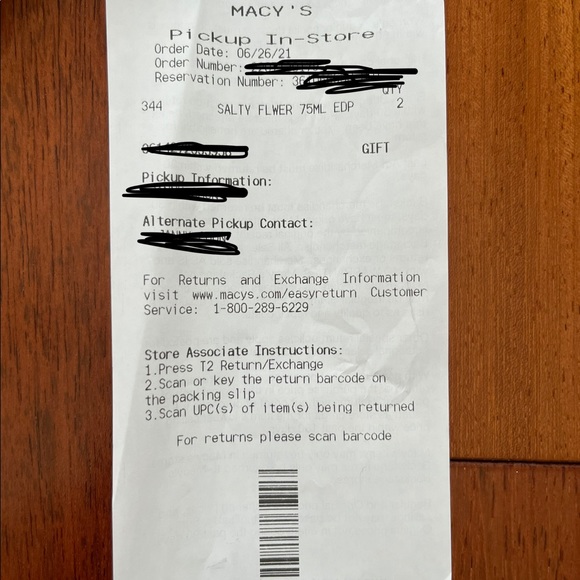 MACY'S
Pickup In-Store
Order Date: 06/26/21
Order Number:
Reservation Number: 36
QTY
344 SALTY FLWER 75ML EDP 2
GIFT
Pickup Information:
Alternate Pickup Contact:
For Returns and Exchange Information
visit www.macys.com/easyreturn Customer
Service: 1-800-289-6229
Store Associate Instructions:
1.Press T2 Return/Exchange
2.Scan or key the return barcode on
the packing slip
3.Scan UPC(s) of item(s) being returned
For returns please scan barcode